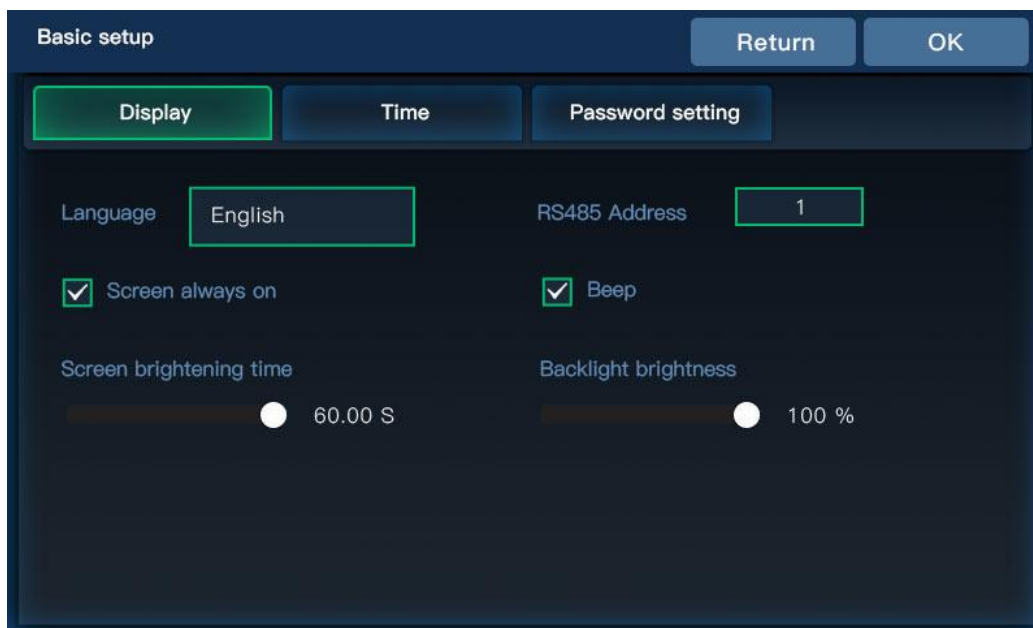 Basic setup
Return
OK
Display
Time
Password setting
Language
English
RS485 Address
1
Screen always on
Beep
Screen brightening time
Backlight brightness
60.00 S
100 %